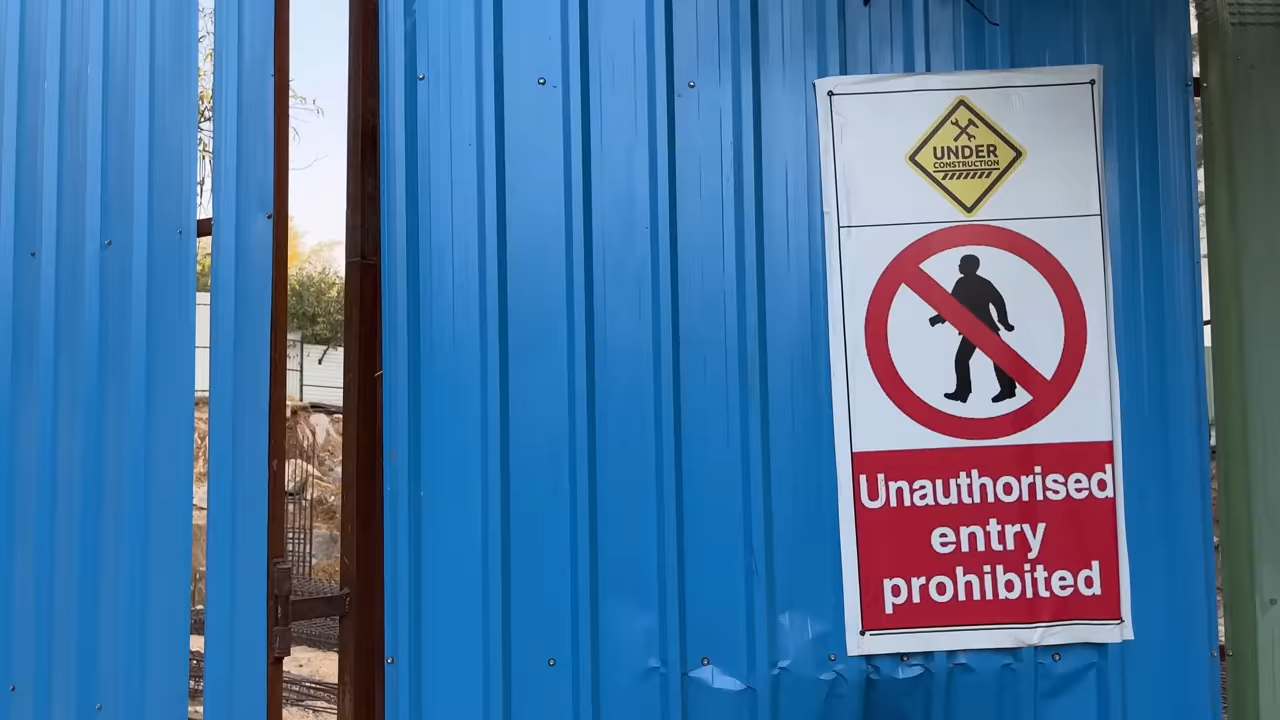 UNDER
CONSTRUCTION
Unauthorised
entry
prohibited